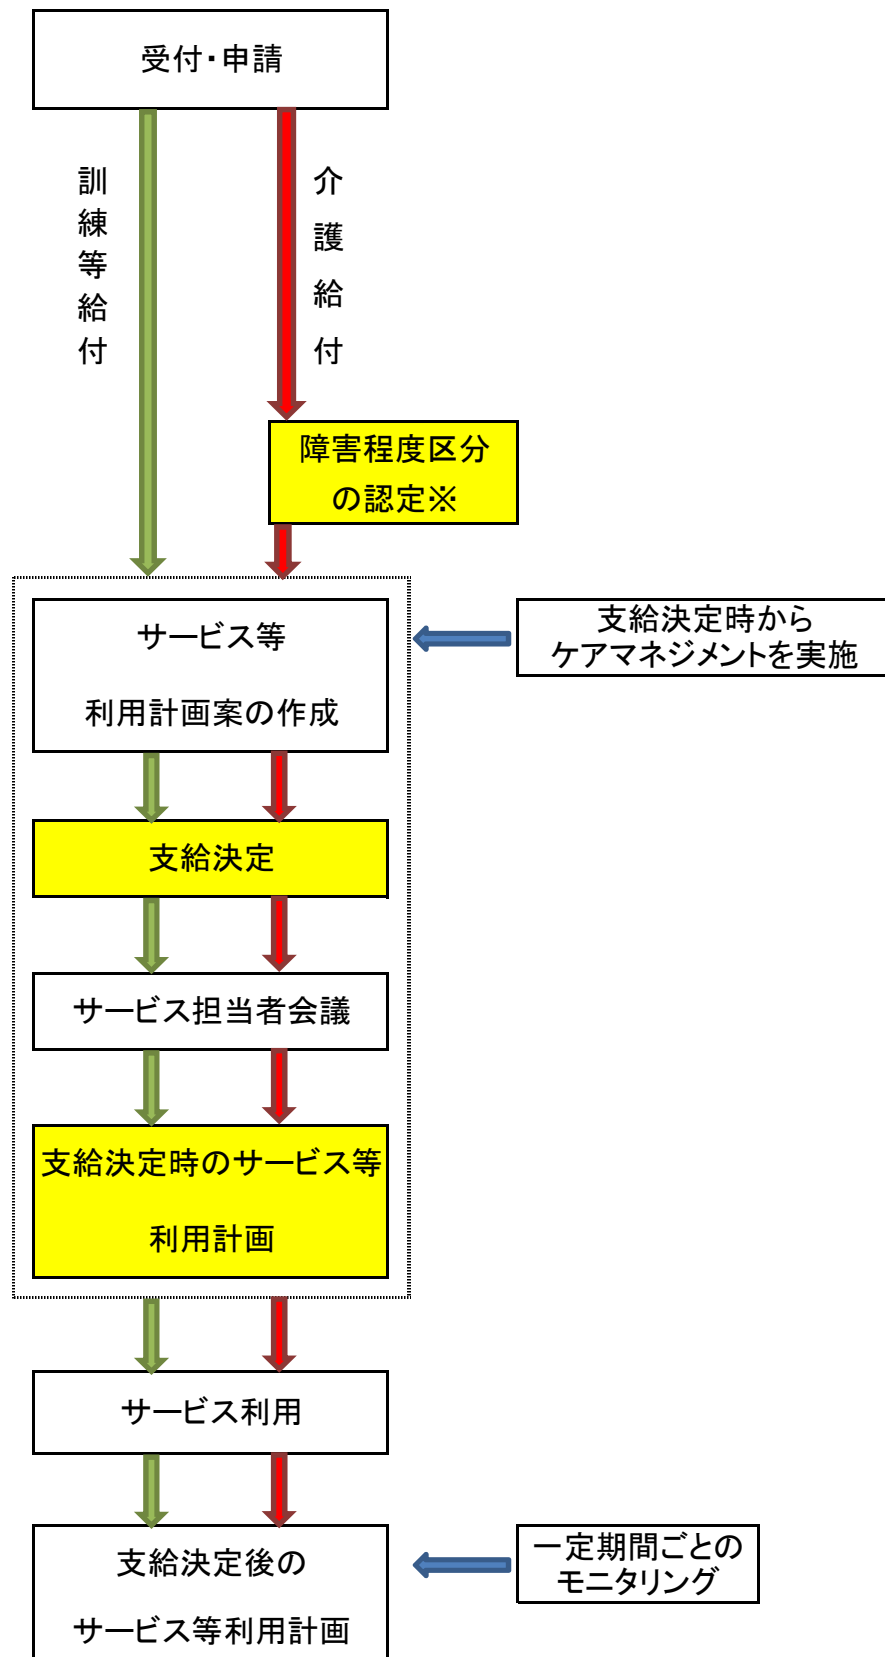 受付・申請
訓練等給付
介護給付
障害程度区分
の認定※
サービス等
利用計画案の作成
支給決定時から
ケアマネジメントを実施
支給決定
サービス担当者会議
支給決定時のサービス等
利用計画
サービス利用
支給決定後の
サービス等利用計画
一定期間ごとの
モニタリング